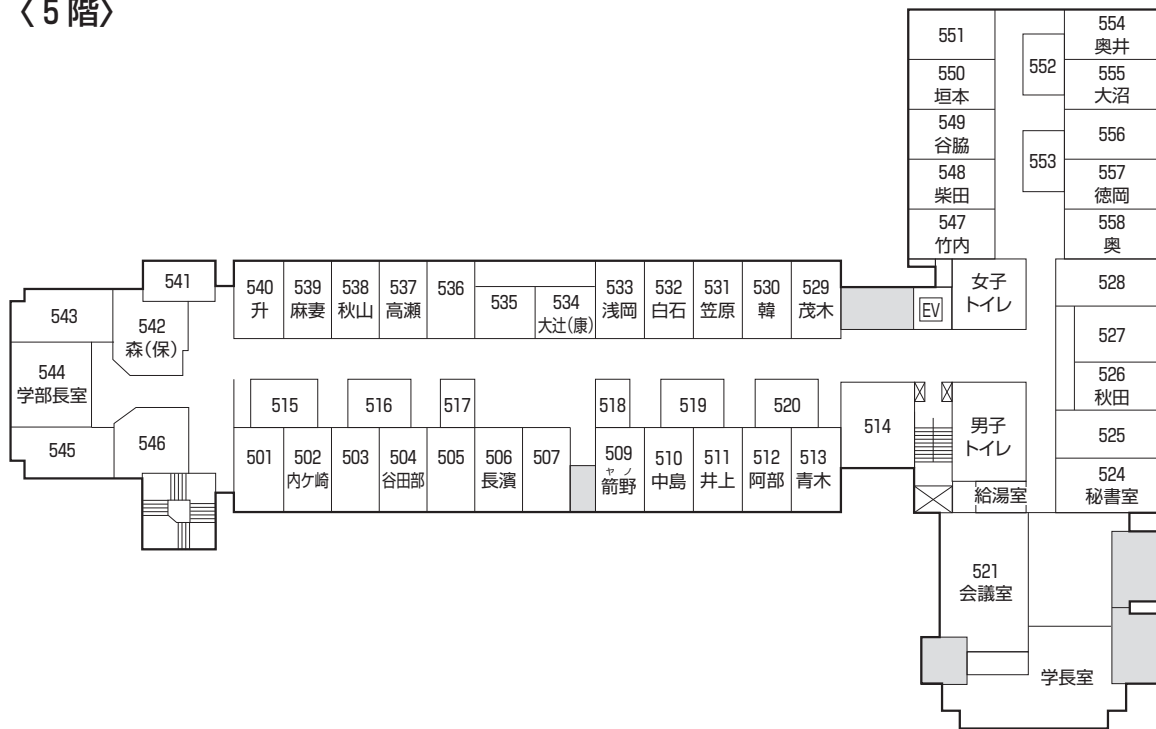 〈5階〉
551
550
垣本
549
谷脇
548
柴田
547
竹内
552
553
554
奥井
555
大沼
556
557
徳岡
558
奥
541
543
542
森(保)
544
学部長室
545
546
540
升
539
麻妻
538
秋山
537
高瀬
536
535
534
大辻(康)
533
浅岡
532
白石
531
笠原
530
韓
529
茂木
EV
女子
トイレ
528
527
526
秋田
525
524
秘書室
515
516
517
518
519
520
514
男子
トイレ
給湯室
501
502
内ケ崎
503
504
谷田部
505
506
長濱
507
509
ヤノ
箭野
510
中島
511
井上
512
阿部
513
青木
521
会議室
学長室